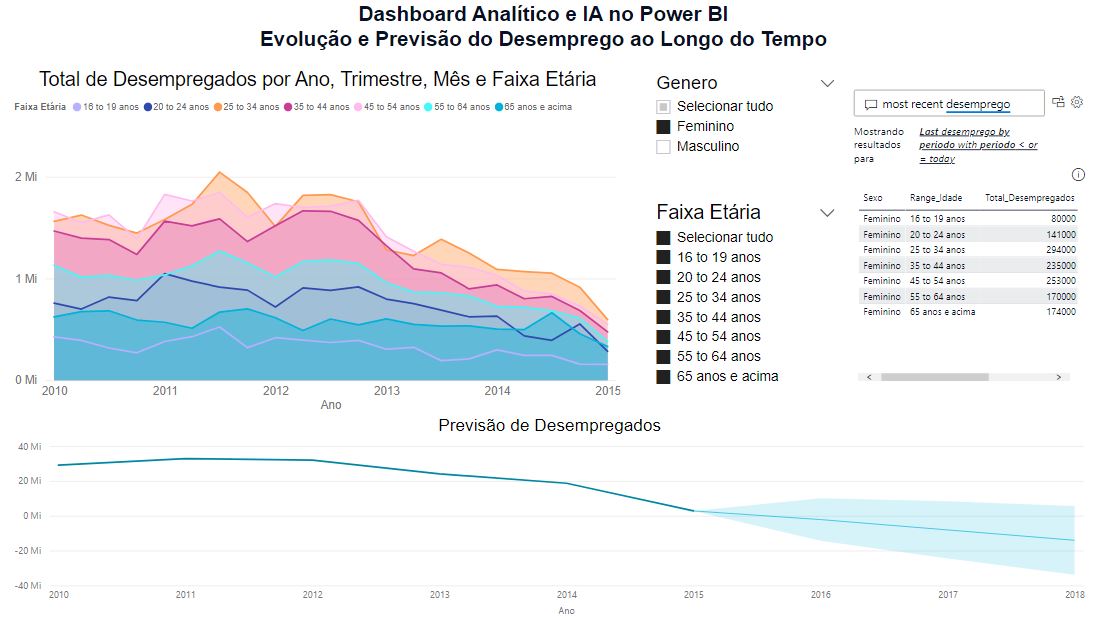 Dashboard Analítico e IA no Power BI
Evolução e Previsão do Desemprego ao Longo do Tempo
Total de Desempregados por Ano, Trimestre, Mês e Faixa Etária
Faixa Etária 16 to 19 anos 20 to 24 anos 25 to 34 anos 35 to 44 anos 45 to 54 anos 55 to 64 anos 65 anos e acima
2 Mi
1 Mi
0 Mi
2010 2011 2012 2013 2014 2015
Ano
Genero
Selecionar tudo
Feminino
Masculino
Faixa Etária
Selecionar tudo
16 to 19 anos
20 to 24 anos
25 to 34 anos
35 to 44 anos
45 to 54 anos
55 to 64 anos
65 anos e acima
most recent desemprego
Mostrando resultados para
Last desemprego by
periodo with periodo < or
= today
Sexo Range_Idade Total_Desempregados
Feminino 16 to 19 anos 80000
Feminino 20 to 24 anos 141000
Feminino 25 to 34 anos 294000
Feminino 35 to 44 anos 235000
Feminino 45 to 54 anos 253000
Feminino 55 to 64 anos 170000
Feminino 65 anos e acima 174000
Previsão de Desempregados
40 Mi
20 Mi
0 Mi
-20 Mi
-40 Mi
2010 2011 2012 2013 2014 2015 2016 2017 2018
Ano